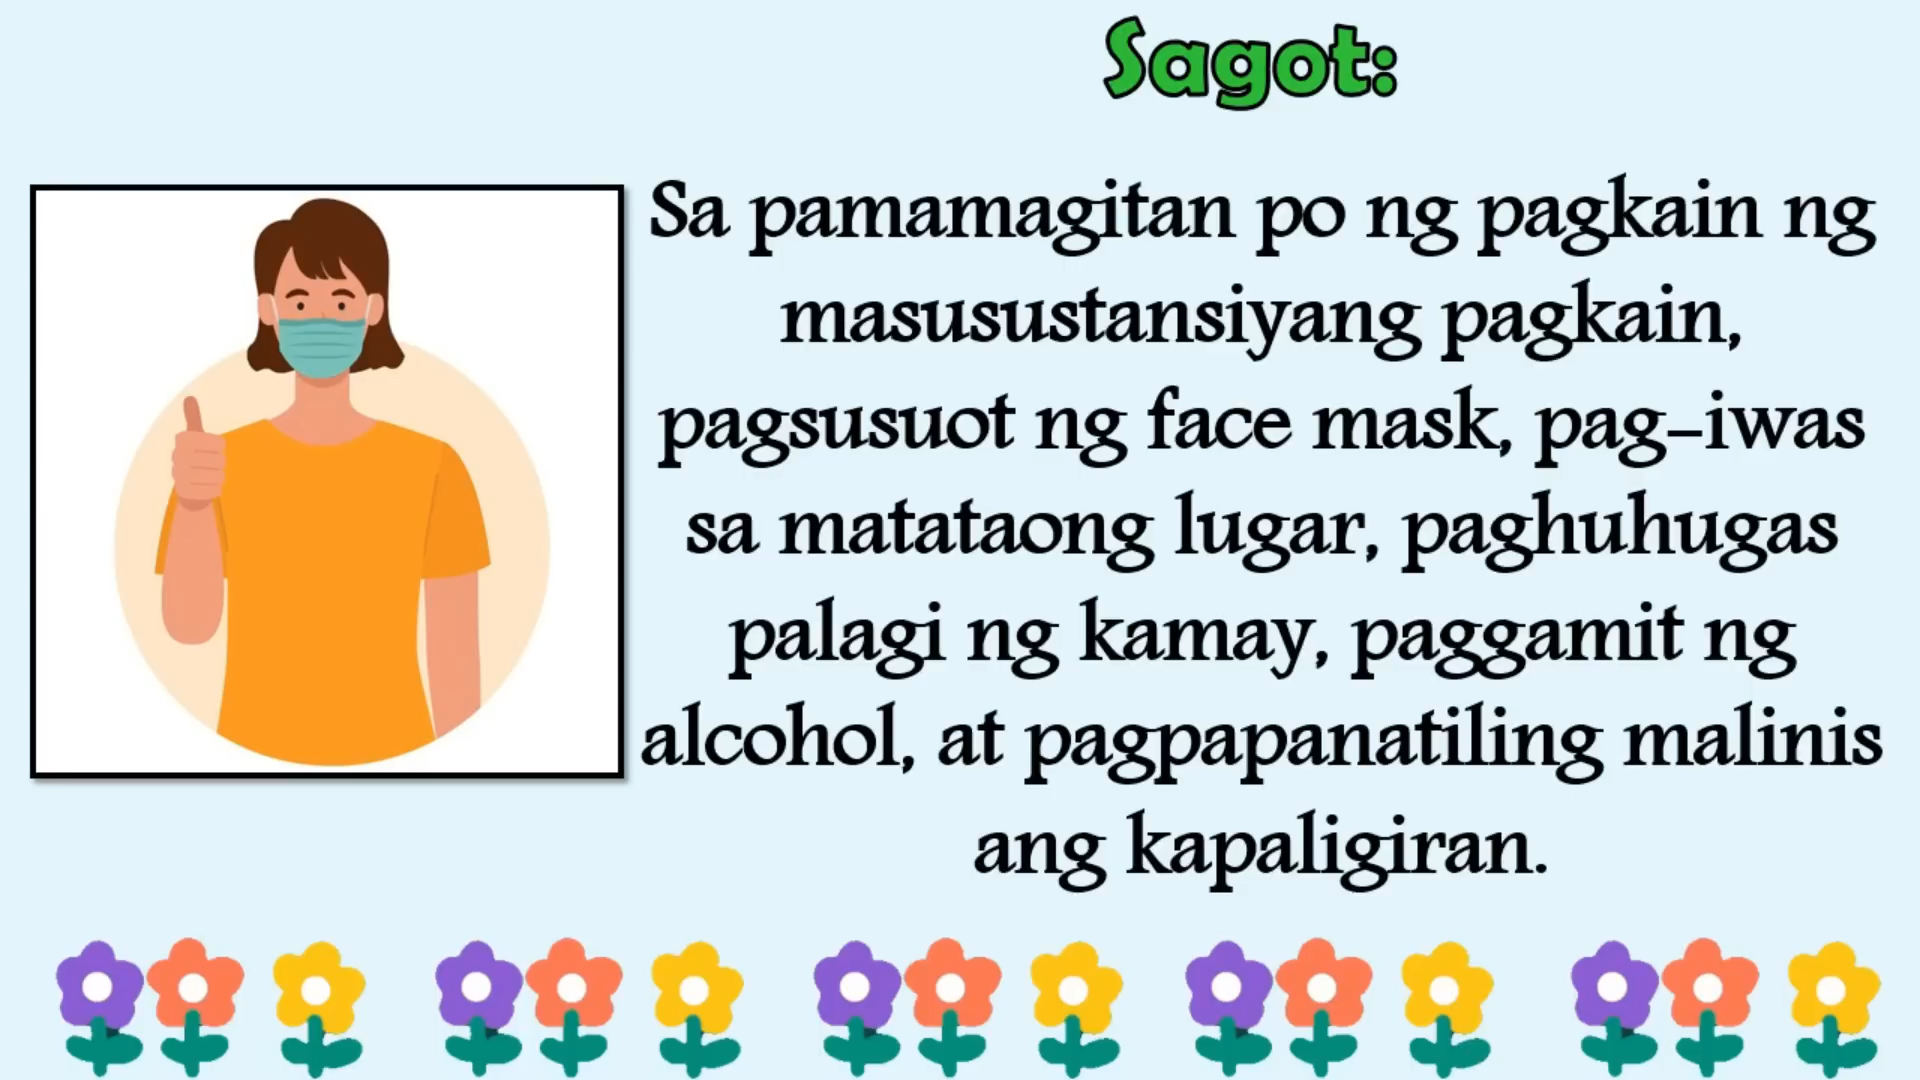 Sagot:
Sa pamamagitan po ng pagkain ng
masusustansiyang pagkain,
pagsusuot ng face mask, pag-iwas
sa matataong lugar, paghuhugas
palagi ng kamay, paggamit ng
alcohol, at pagpapanatiling malinis
ang kapaligiran.